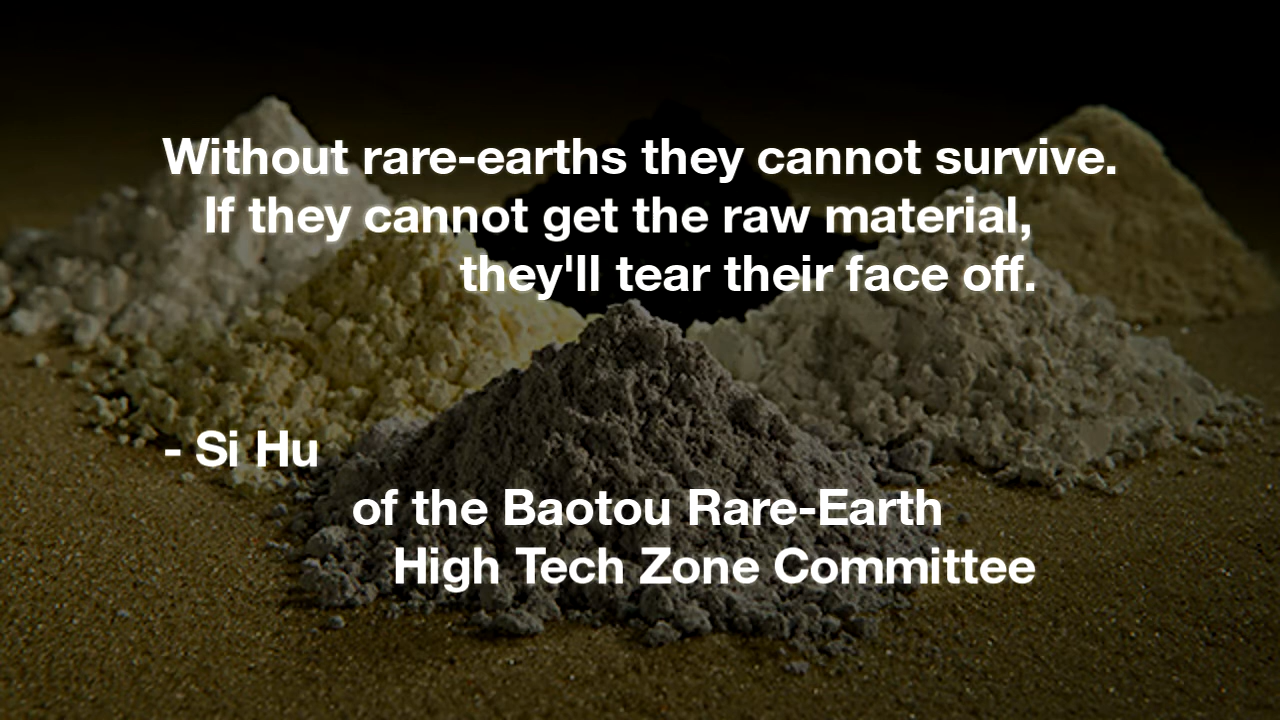 Without rare-earths they cannot survive.
If they cannot get the raw material,
they'll tear their face off.
- Si Hu
of the Baotou Rare-Earth
High Tech Zone Committee